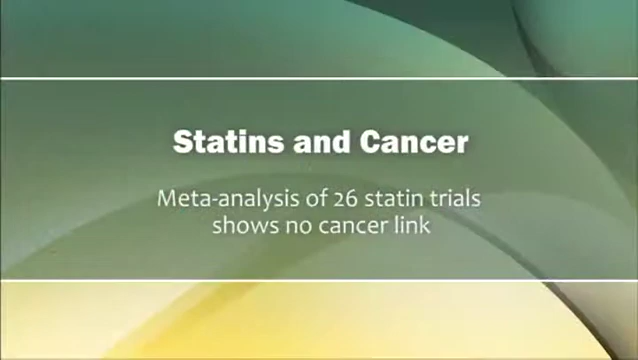 Statins and Cancer
Meta-analysis of 26 statin trials
shows no cancer link